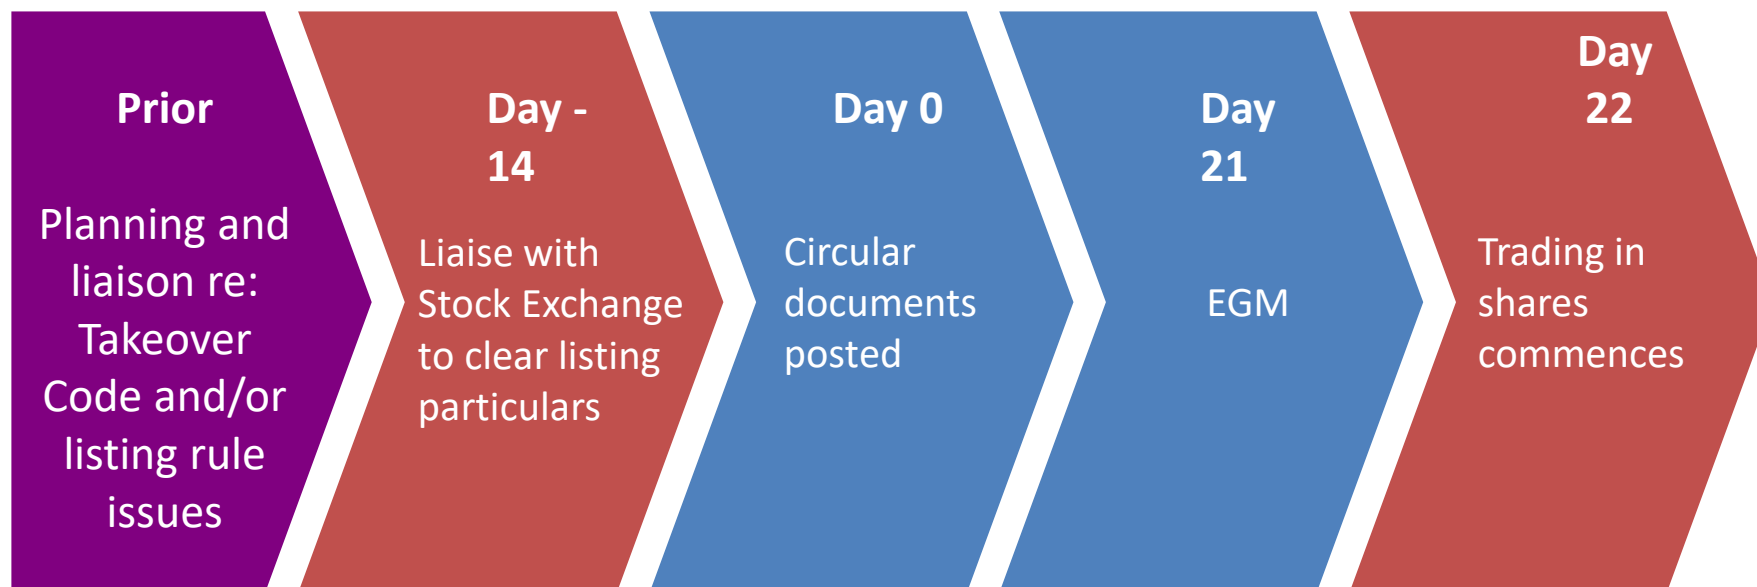 Prior
Planning and
liaison re:
Takeover
Code and/or
listing rule
issues
Day -
14
Liaise with
Stock Exchange
to clear listing
particulars
Day 0
Circular
documents
posted
Day
21
EGM
Day
22
Trading in
shares
commences